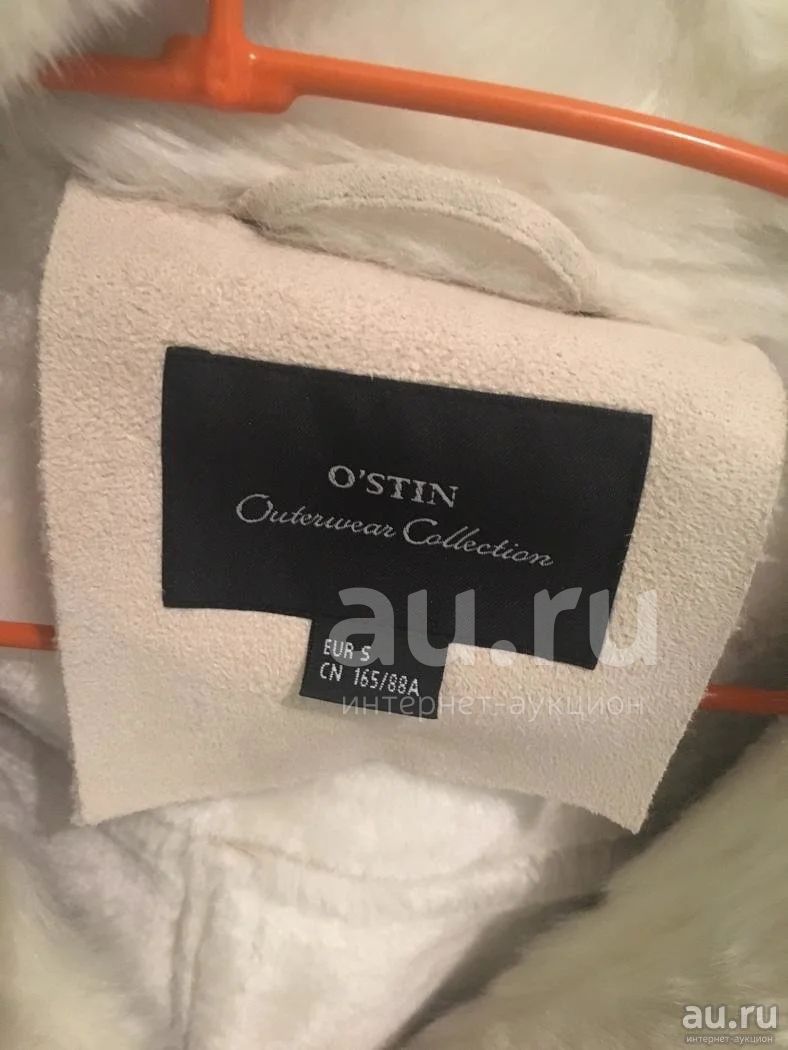 O'STIN
Outerwear Collection
au.ru
EUR S
CN 165/88A
интернет-аукцион
au.ru
интернет-аукцион